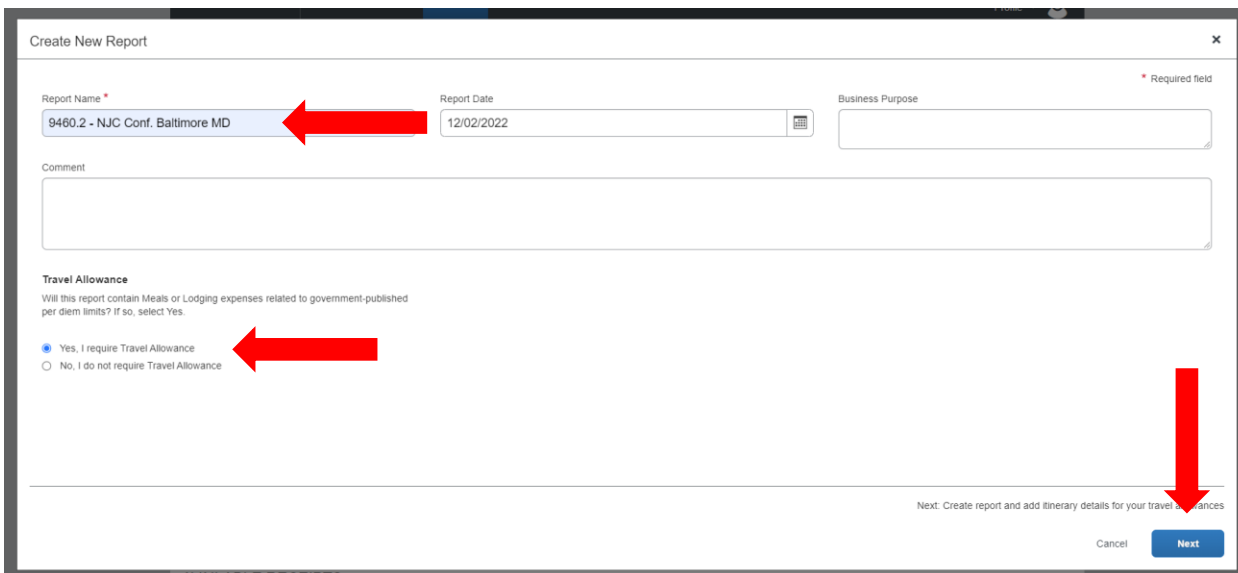 Create New Report
×
* Required field
Report Name *
Report Date
Business Purpose
9460.2 - NJC Conf. Baltimore MD
12/02/2022
Comment
Travel Allowance
Will this report contain Meals or Lodging expenses related to government-published
per diem limits? If so, select Yes.
Yes, I require Travel Allowance
No, I do not require Travel Allowance
Next: Create report and add itinerary details for your travel
Cancel
Next